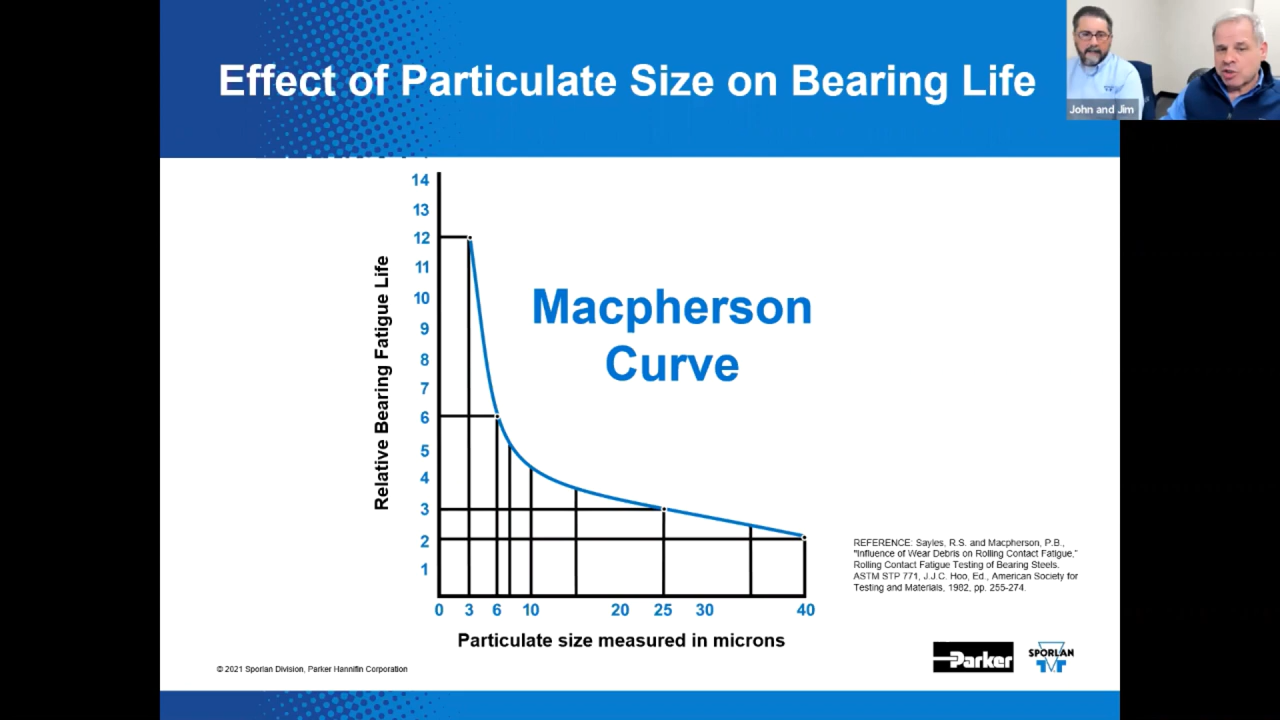 Effect of Particulate Size on Bearing Life
John and Jim
14
13
12
11
10
9
8
7
6
5
4
3
2
1
Relative Bearing Fatigue Life
Macpherson
Curve
0 3 6 10 20 25 30 40
Particulate size measured in microns
REFERENCE: Sayles, R.S. and Macpherson, P.B.,
"Influence of Wear Debris on Rolling Contact Fatigue,"
Rolling Contact Fatigue Testing of Bearing Steels.
ASTM STP 771, J.J.C. Hoo, Ed., American Society for
Testing and Materials, 1982, pp. 255-274.
© 2021 Sporlan Division, Parker Hannifin Corporation
Parker
SPORLAN